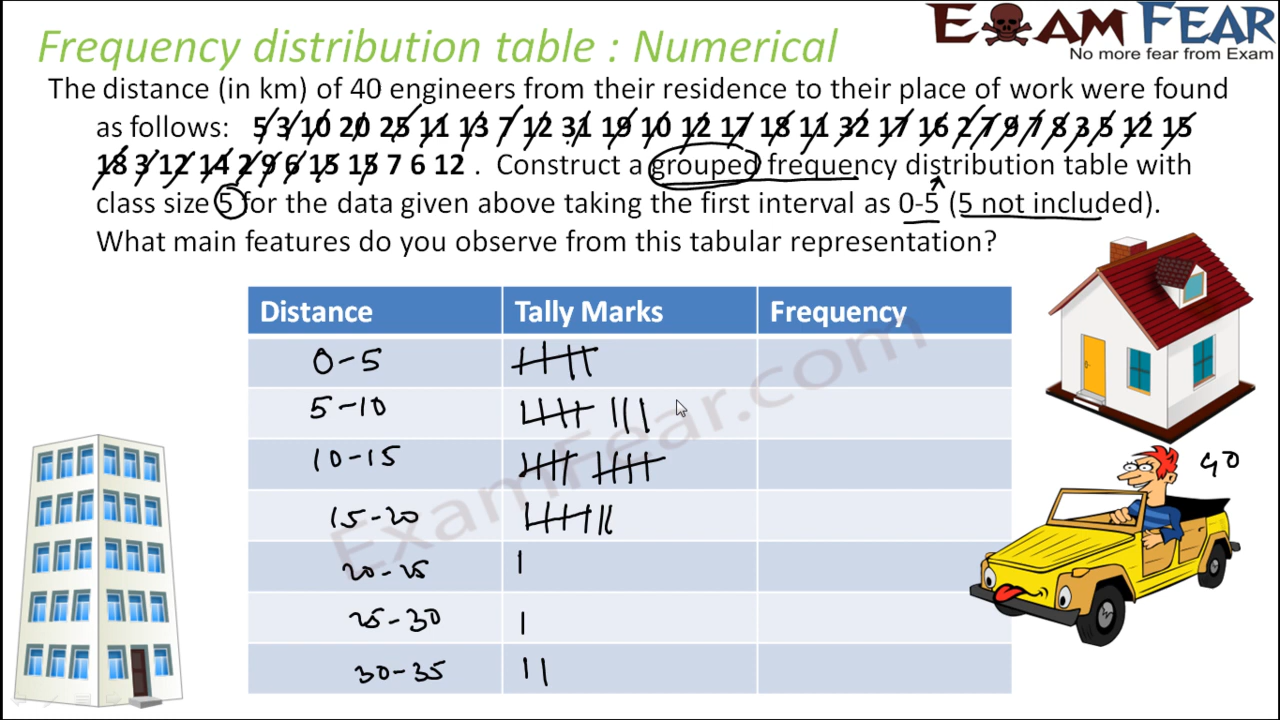 Frequency distribution table : Numerical
EXAM FEAR
No more fear from Exam
The distance (in km) of 40 engineers from their residence to their place of work were found
as follows: 5 3 10 20 25 11 13 7 12 31 19 10 12 17 18 11 32 17 16 2 7 9 7 8 3 5 12 15
18 3 12 14 2 9 6 15 15 7 6 12 . Construct a grouped frequency distribution table with
class size 5 for the data given above taking the first interval as 0-5 (5 not included).
What main features do you observe from this tabular representation?
Distance Tally Marks Frequency
0-5
5-10
10-15
15-20
20-25
25-30
30-35
40
ExamFear.com